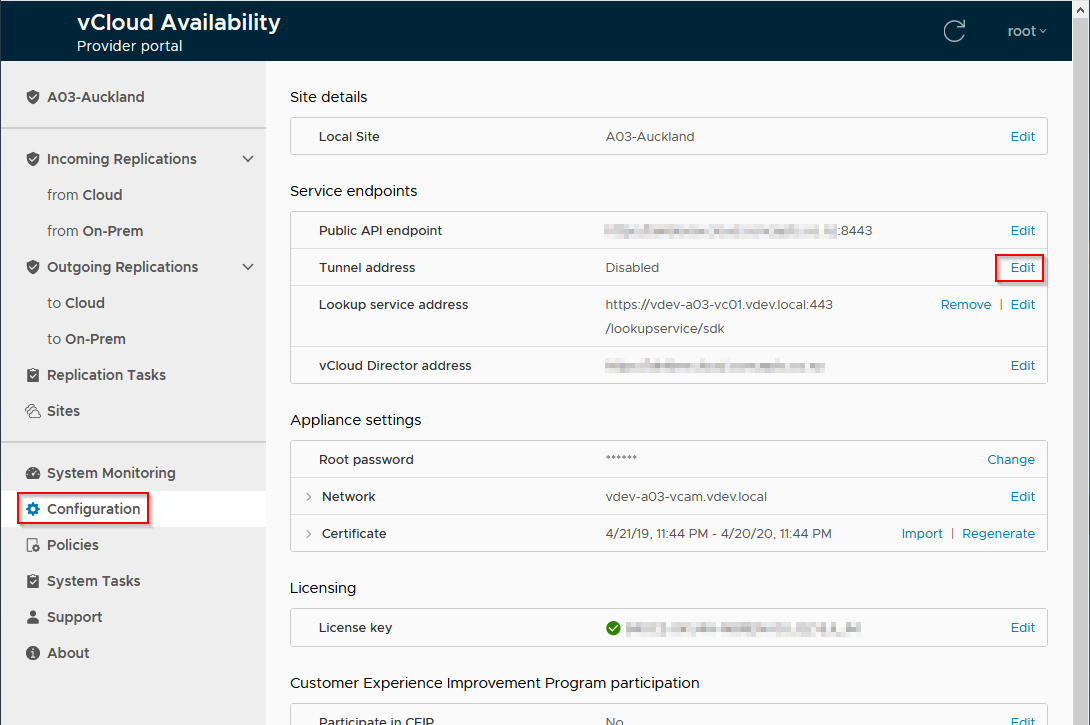 vCloud Availability
Provider portal
root
A03-Auckland
Incoming Replications
from Cloud
from On-Prem
Outgoing Replications
to Cloud
to On-Prem
Replication Tasks
Sites
System Monitoring
Configuration
Policies
System Tasks
Support
About
Site details
Local Site A03-Auckland Edit
Service endpoints
Public API endpoint :8443 Edit
Tunnel address Disabled Edit
Lookup service address https://vdev-a03-vc01.vdev.local:443 Remove | Edit
/lookupservice/sdk
vCloud Director address Edit
Appliance settings
Root password ****** Change
Network vdev-a03-vcam.vdev.local Edit
Certificate 4/21/19, 11:44 PM - 4/20/20, 11:44 PM Import | Regenerate
Licensing
License key Edit
Customer Experience Improvement Program participation
Participate in CEIP No Edit